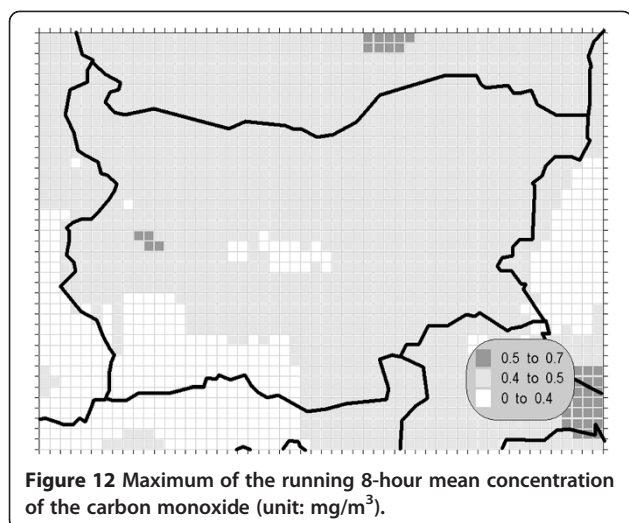 0.5 to 0.7
0.4 to 0.5
0 to 0.4
Figure 12 Maximum of the running 8-hour mean concentration
of the carbon monoxide (unit: mg/m³).